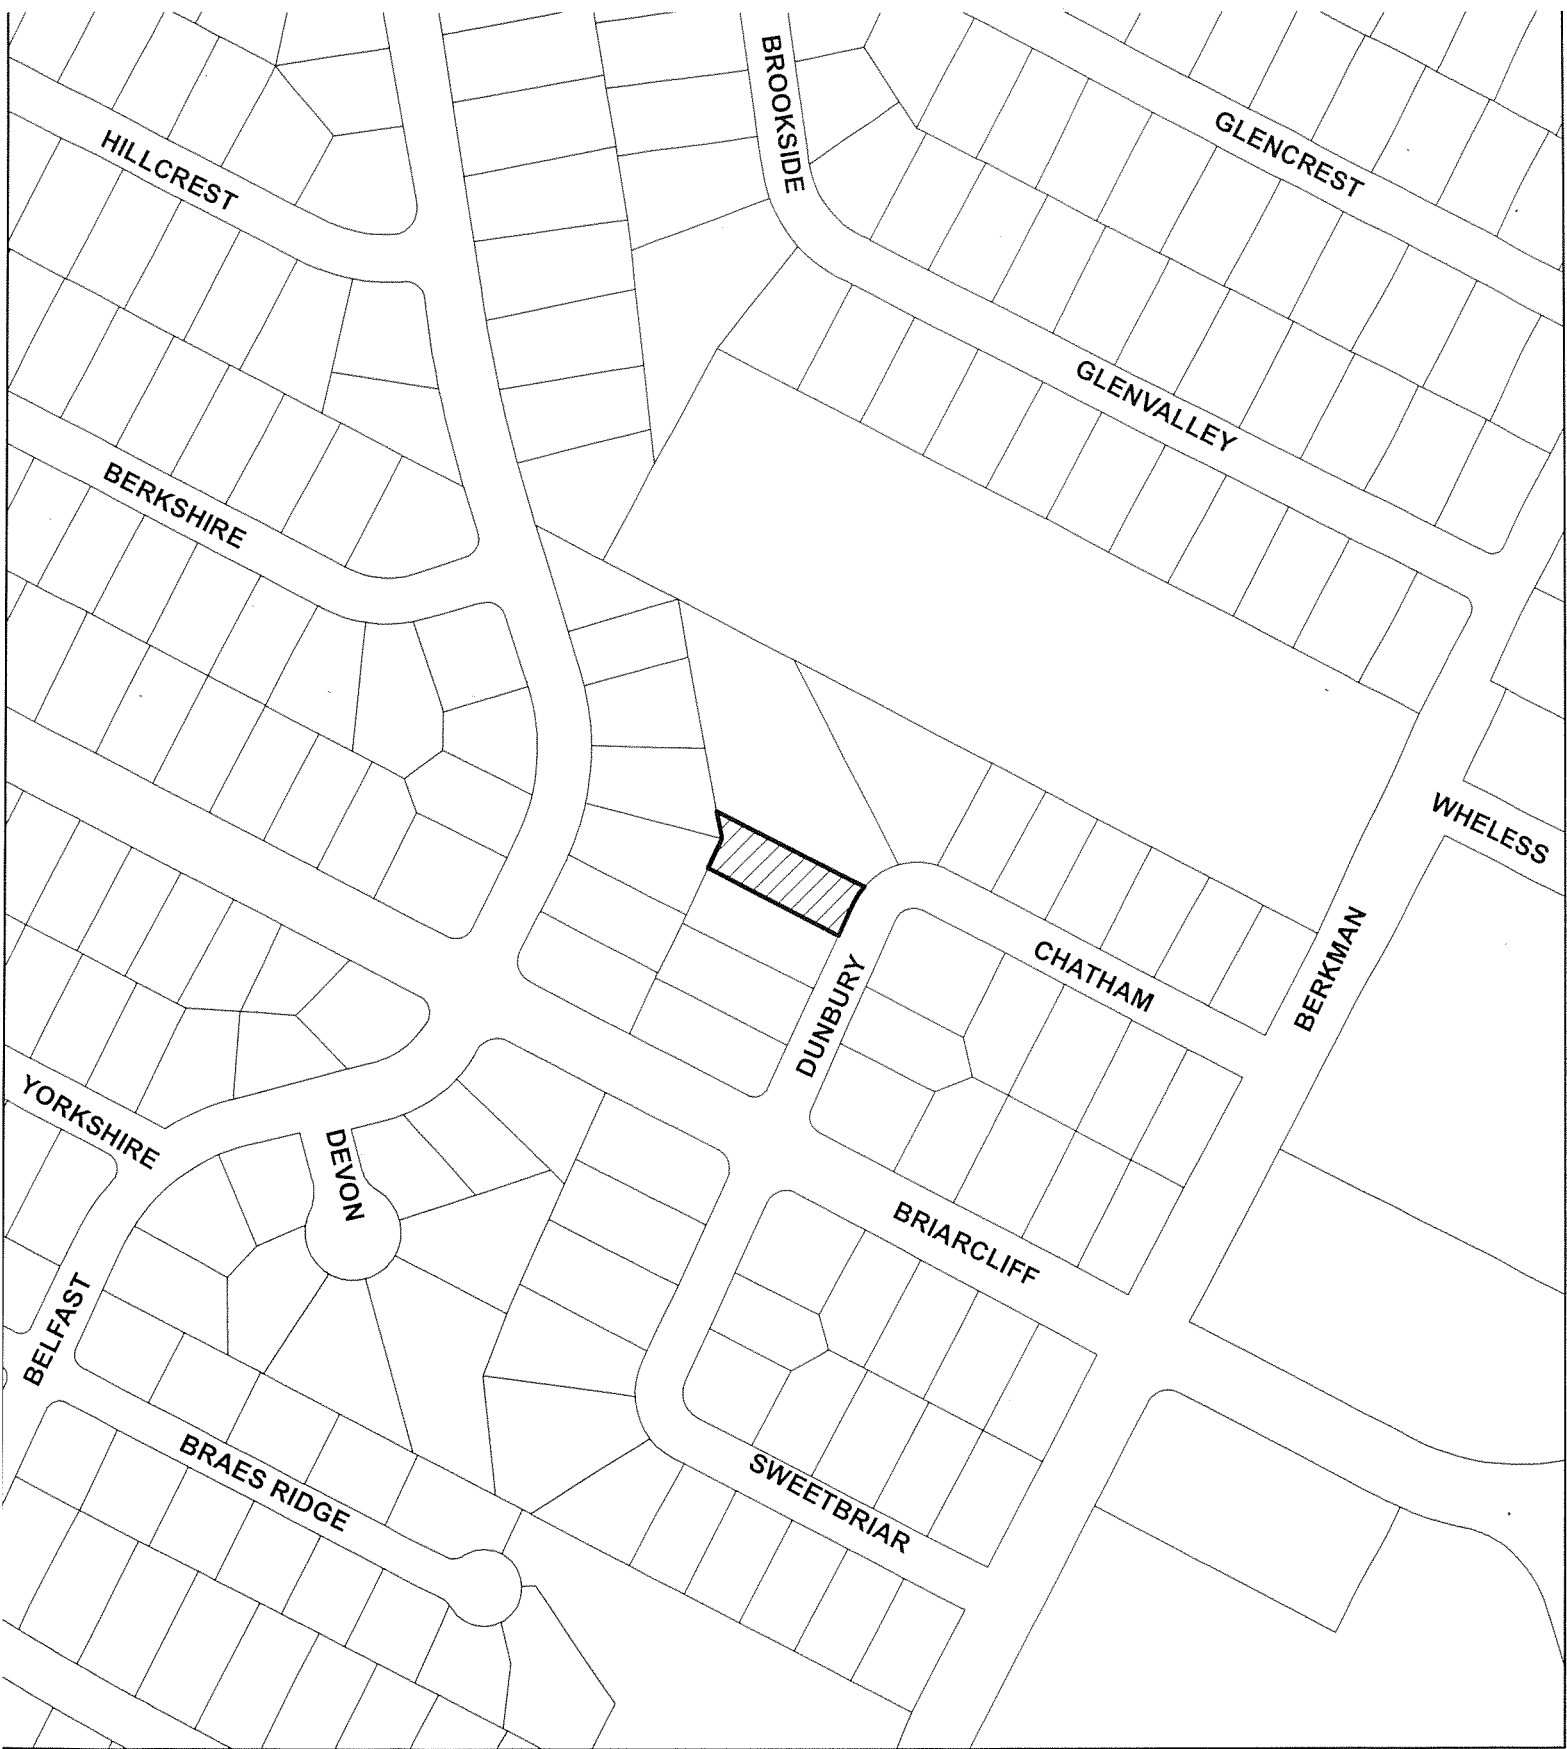 BROOKSIDE
GLENCREST
HILLCREST
GLENVALLEY
BERKSHIRE
WHELESS
CHATHAM
BERKMAN
DUNBURY
YORKSHIRE
DEVON
BRIARCLIFF
BELFAST
BRAES RIDGE
SWEETBRIAR